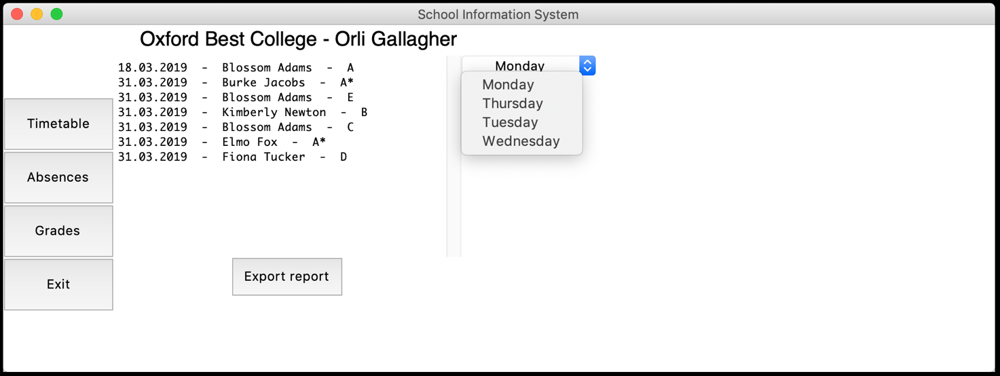 School Information System
Oxford Best College - Orli Gallagher
18.03.2019 - Blossom Adams - A
31.03.2019 - Burke Jacobs - A*
31.03.2019 - Blossom Adams - E
31.03.2019 - Kimberly Newton - B
31.03.2019 - Blossom Adams - C
31.03.2019 - Elmo Fox - A*
31.03.2019 - Fiona Tucker - D
Monday
Monday
Thursday
Tuesday
Wednesday
Timetable
Absences
Grades
Exit
Export report